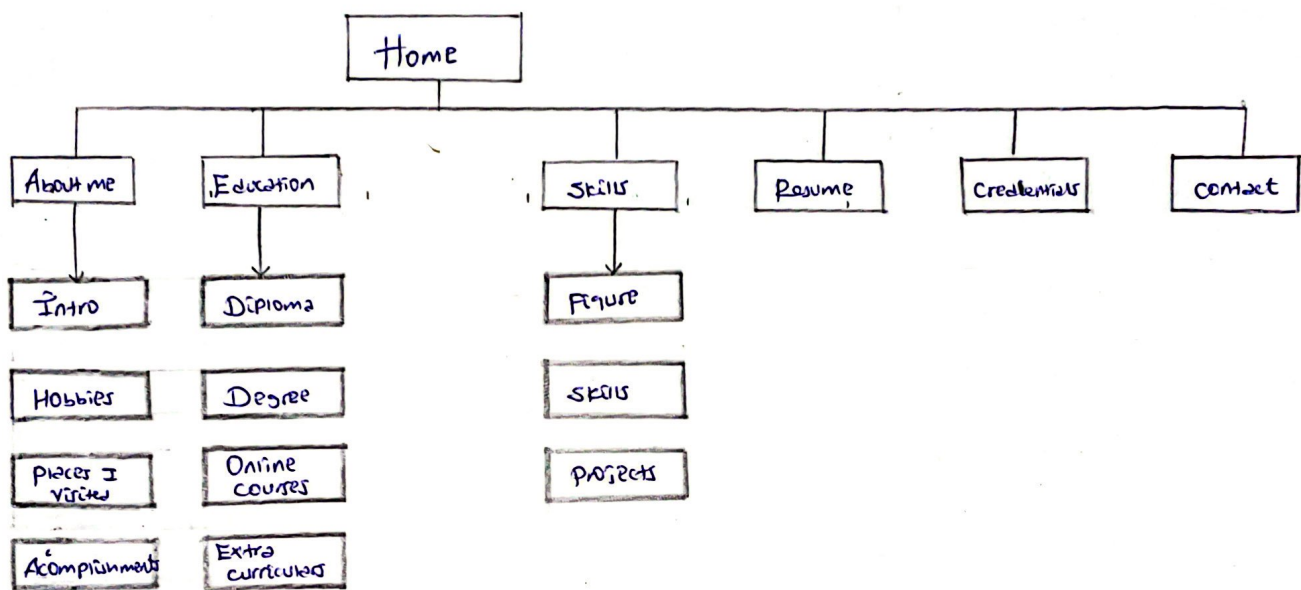 Home
About me
Education
Skills
Resume
Credentials
Contact
Intro
Diploma
Figure
Hobbies
Degree
Skills
Places I
visited
Online
courses
Projects
Acomplishments
Extra
curriculars